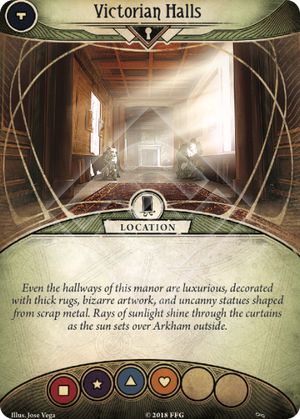 Victorian Halls
LOCATION
Even the hallways of this manor are luxurious, decorated
with thick rugs, bizarre artwork, and uncanny statues shaped
from scrap metal. Rays of sunlight shine through the curtains
as the sun sets over Arkham outside.
Illus. Jose Vega
© 2018 FFG